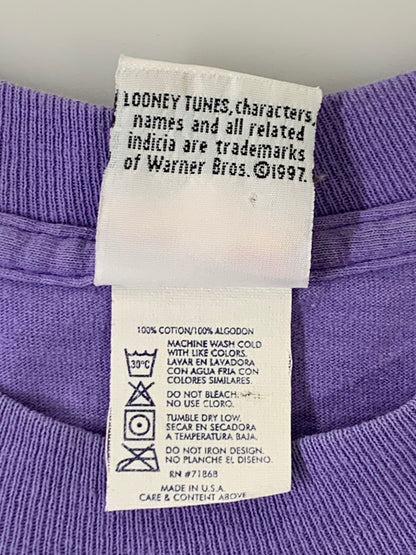 LOONEY TUNES, characters,
names and all related
indicia are trademarks
of Warner Bros. ©1997.
100% COTTON/100% ALGODON
MACHINE WASH COLD
WITH LIKE COLORS.
LAVAR EN LAVADORA
CON AGUA FRIA CON
COLORES SIMILARES.
30°C
DO NOT BLEACH.
NO USE CLORO.
TUMBLE DRY LOW.
SECAR EN SECADORA
A TEMPERATURA BAJA.
DO NOT IRON DESIGN.
NO PLANCHE EL DISENO.
RN #71868
MADE IN U.S.A.
CARE & CONTENT ABOVE